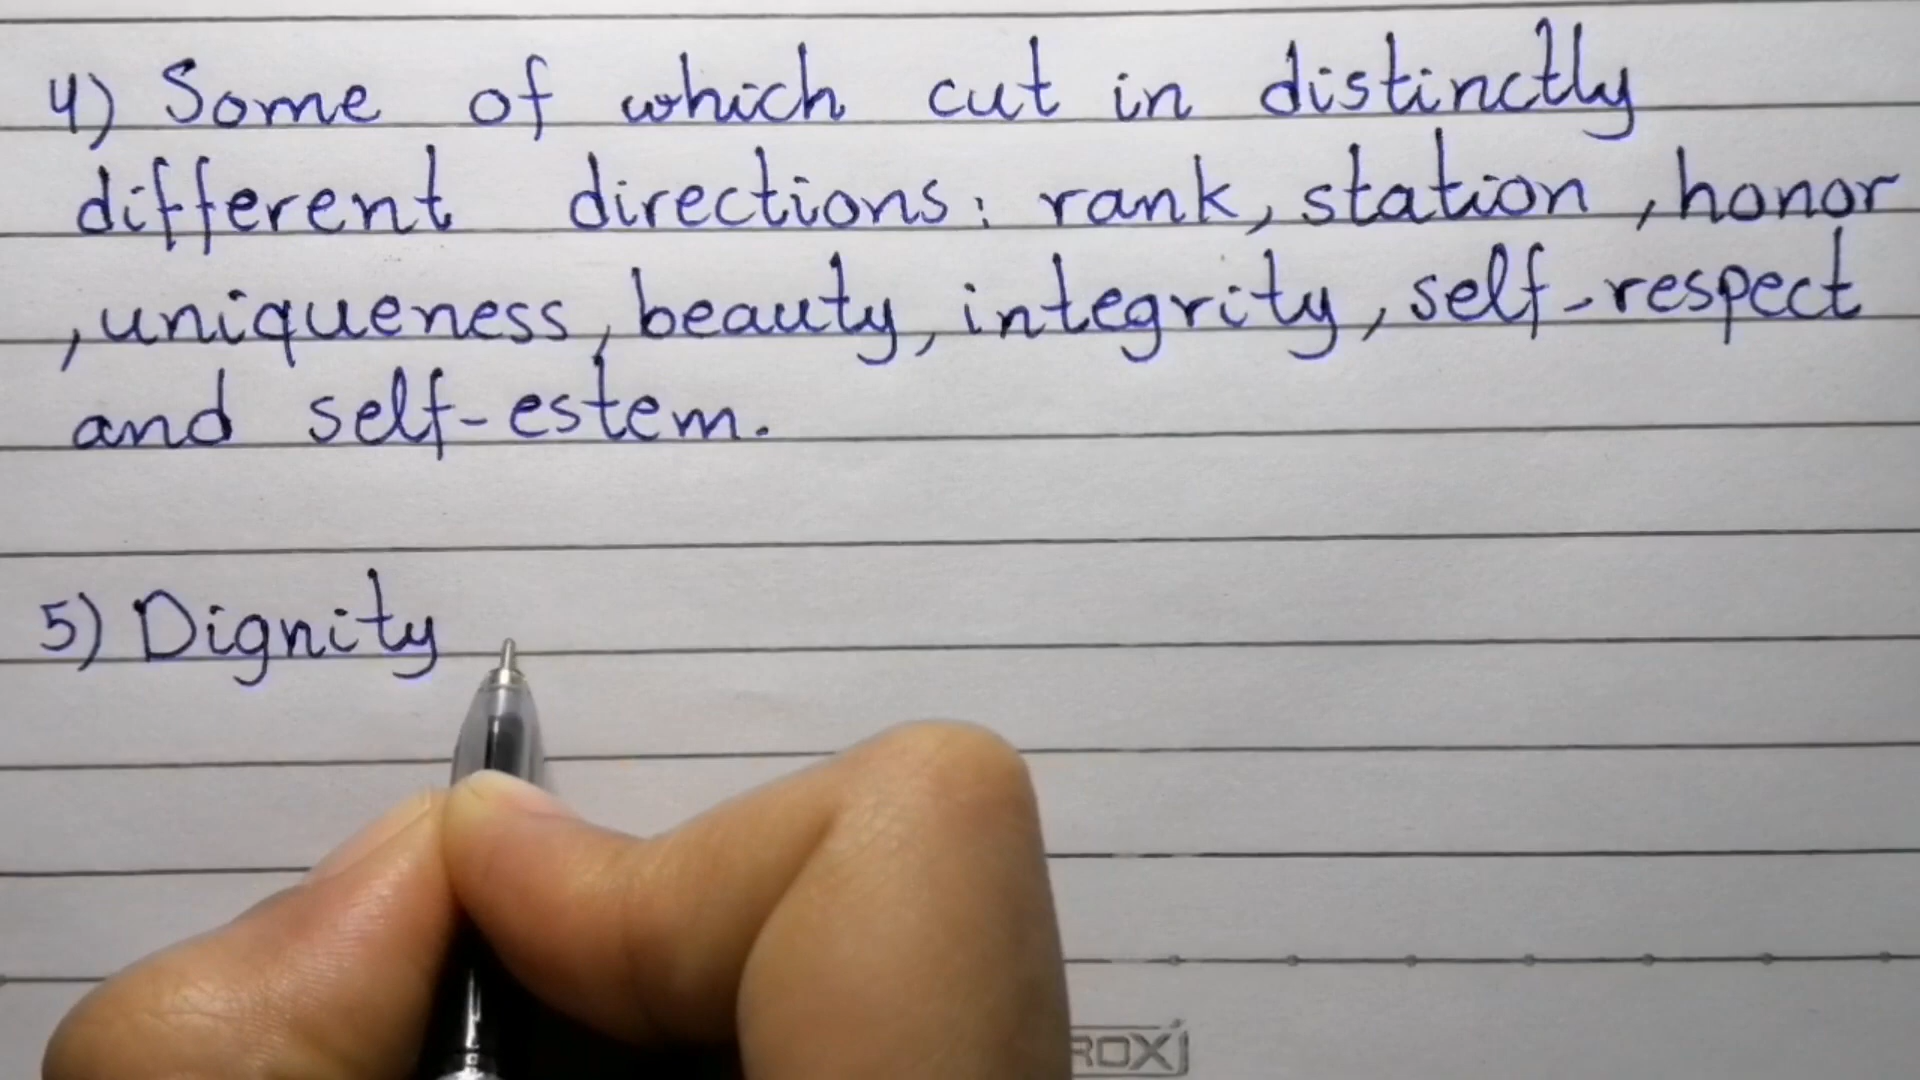 4) Some of which cut in distinctly
different directions: rank, station, honor
, uniqueness, beauty, integrity, self-respect
and self-estem.
5) Dignity